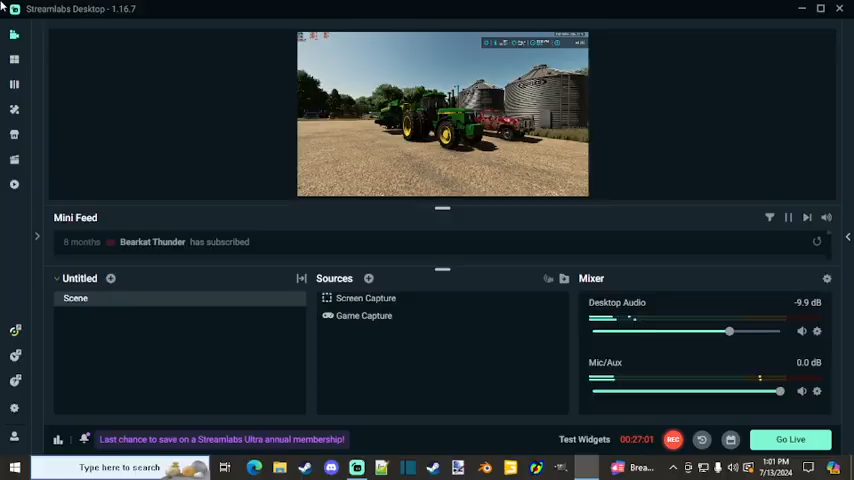 Streamlabs Desktop - 1.16.7
Mini Feed
8 months Bearkat Thunder has subscribed
Untitled
Scene
Sources
Screen Capture
Game Capture
Mixer
Desktop Audio -9.9 dB
Mic/Aux 0.0 dB
Last chance to save on a Streamlabs Ultra annual membership!
Test Widgets 00:27:01 REC Go Live
Type here to search
Brea...
1:01 PM
7/13/2024